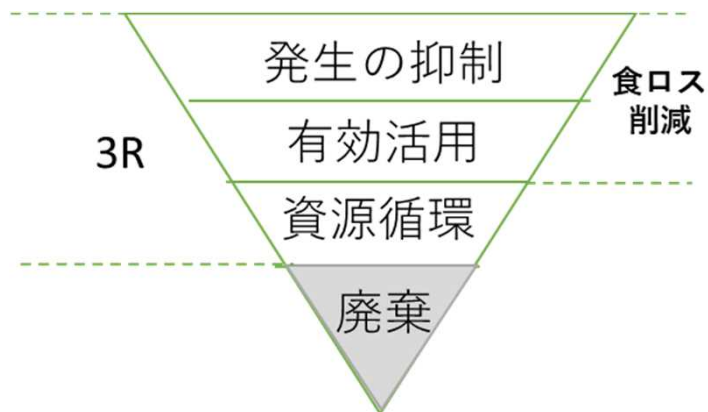 発生の抑制
食ロス
削減
有効活用
3R
資源循環
廃棄